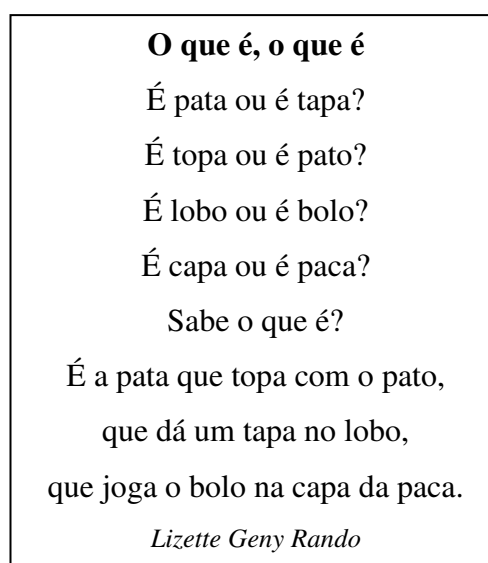 O que é, o que é
É pata ou é tapa?
É topa ou é pato?
É lobo ou é bolo?
É capa ou é paca?
Sabe o que é?
É a pata que topa com o pato,
que dá um tapa no lobo,
que joga o bolo na capa da paca.
Lizette Geny Rando